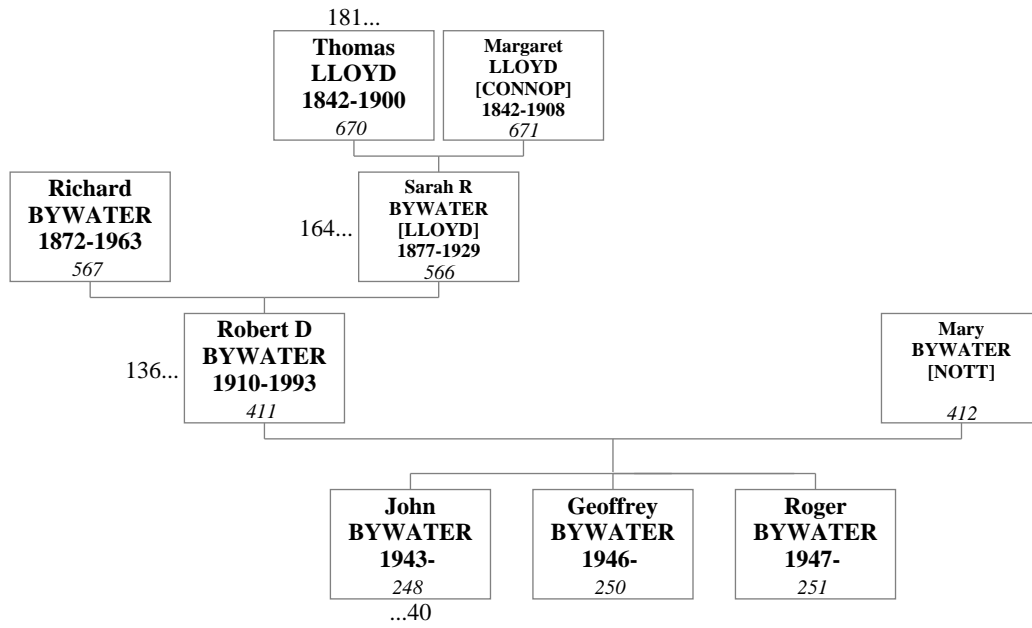 181...
Thomas
LLOYD
1842-1900
670
Margaret
LLOYD
[CONNOP]
1842-1908
671
Richard
BYWATER
1872-1963
567
164...
Sarah R
BYWATER
[LLOYD]
1877-1929
566
136...
Robert D
BYWATER
1910-1993
411
Mary
BYWATER
[NOTT]
412
John
BYWATER
1943-
248
...40
Geoffrey
BYWATER
1946-
250
Roger
BYWATER
1947-
251